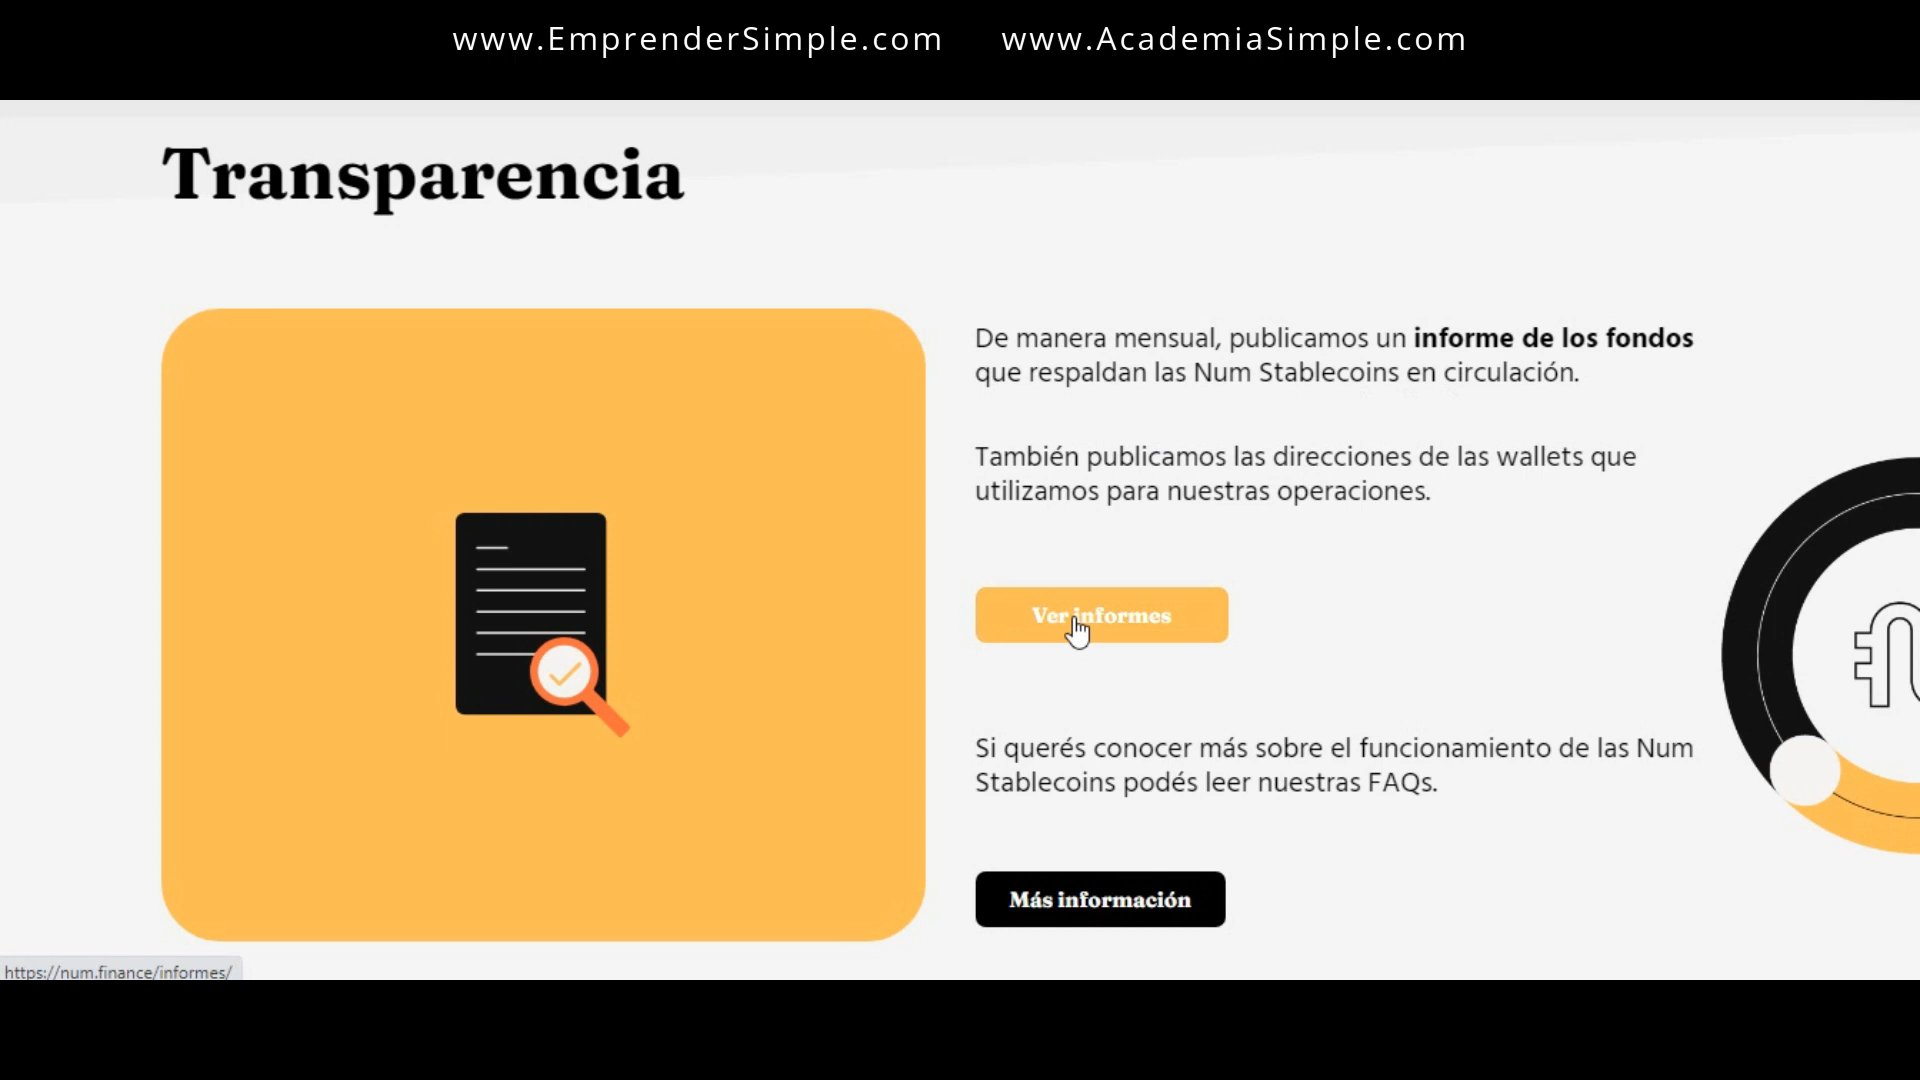 www.EmprenderSimple.com www.AcademiaSimple.com
Transparencia
De manera mensual, publicamos un informe de los fondos
que respaldan las Num Stablecoins en circulación.
También publicamos las direcciones de las wallets que
utilizamos para nuestras operaciones.
Ver informes
Si querés conocer más sobre el funcionamiento de las Num
Stablecoins podés leer nuestras FAQs.
Más información
https://num.finance/informes/